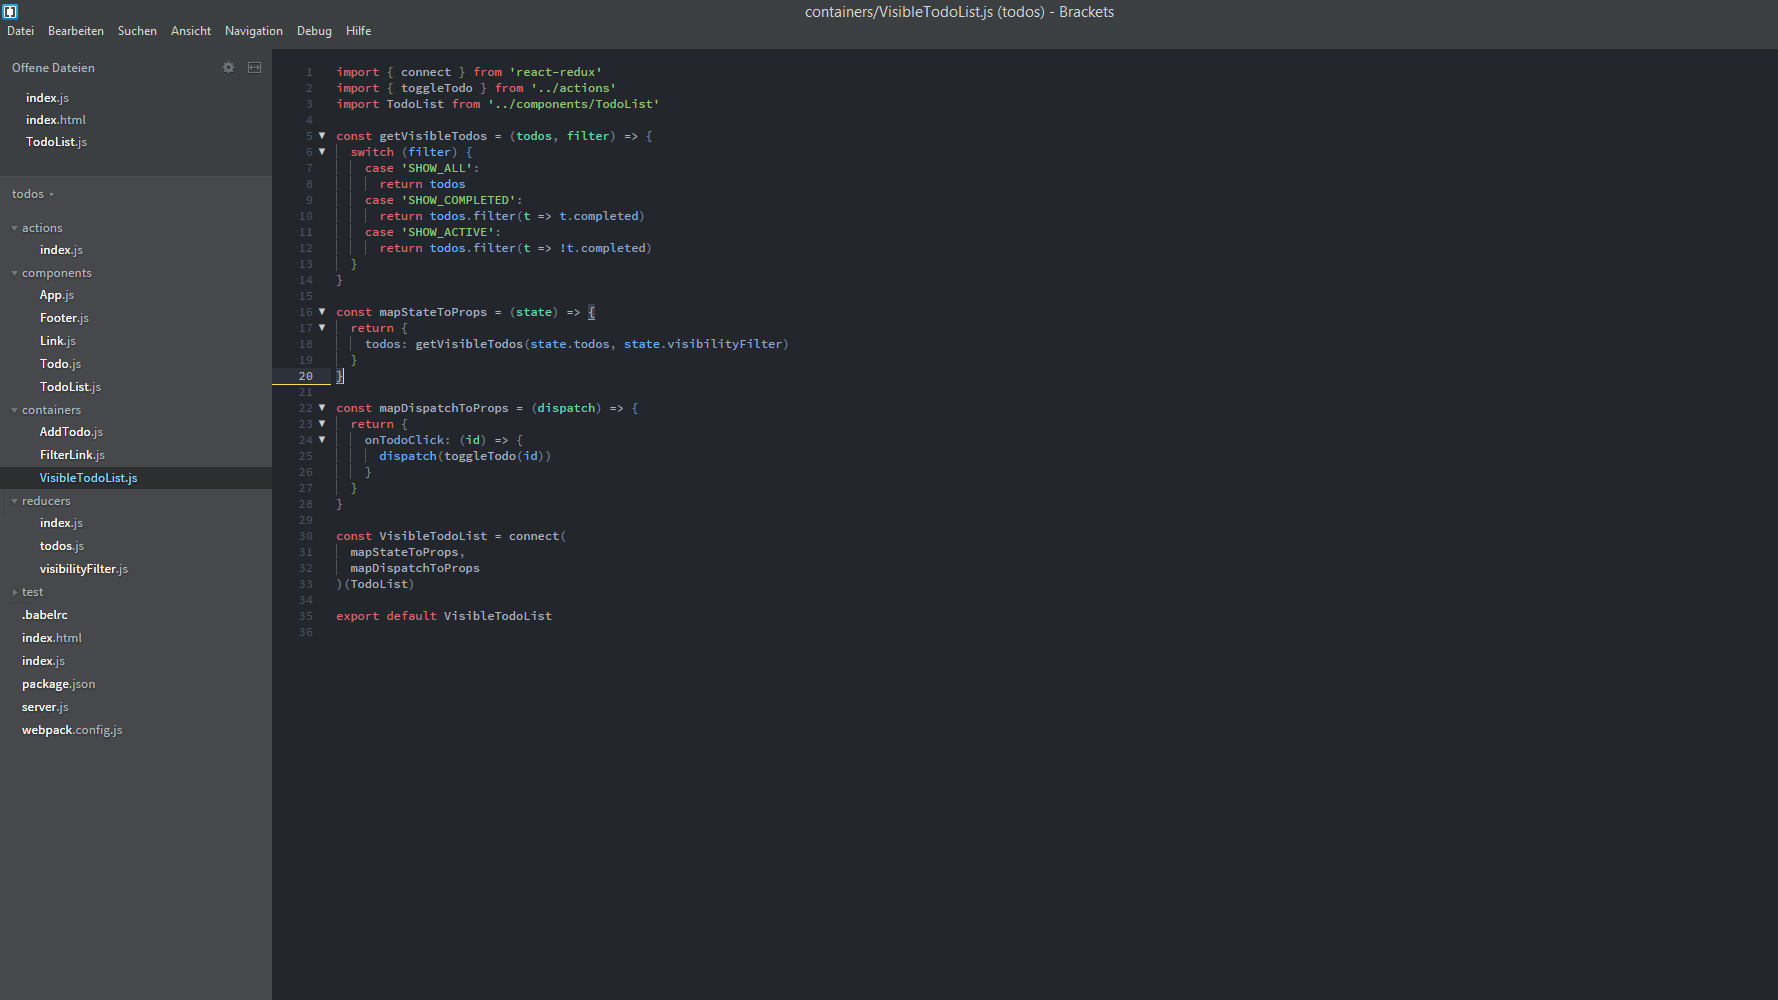 containers/VisibleTodoList.js (todos) - Brackets
Datei Bearbeiten Suchen Ansicht Navigation Debug Hilfe
Offene Dateien
index.js
index.html
TodoList.js
todos
actions
index.js
components
App.js
Footer.js
Link.js
Todo.js
TodoList.js
containers
AddTodo.js
FilterLink.js
VisibleTodoList.js
reducers
index.js
todos.js
visibilityFilter.js
test
.babelrc
index.html
index.js
package.json
server.js
webpack.config.js
1 import { connect } from 'react-redux'
2 import { toggleTodo } from '../actions'
3 import TodoList from '../components/TodoList'
4
5 const getVisibleTodos = (todos, filter) => {
6 switch (filter) {
7 case 'SHOW_ALL':
8 return todos
9 case 'SHOW_COMPLETED':
10 return todos.filter(t => t.completed)
11 case 'SHOW_ACTIVE':
12 return todos.filter(t => !t.completed)
13 }
14 }
15
16 const mapStateToProps = (state) => {
17 return {
18 todos: getVisibleTodos(state.todos, state.visibilityFilter)
19 }
20 }
21
22 const mapDispatchToProps = (dispatch) => {
23 return {
24 onTodoClick: (id) => {
25 dispatch(toggleTodo(id))
26 }
27 }
28 }
29
30 const VisibleTodoList = connect(
31 mapStateToProps,
32 mapDispatchToProps
33 )(TodoList)
34
35 export default VisibleTodoList
36